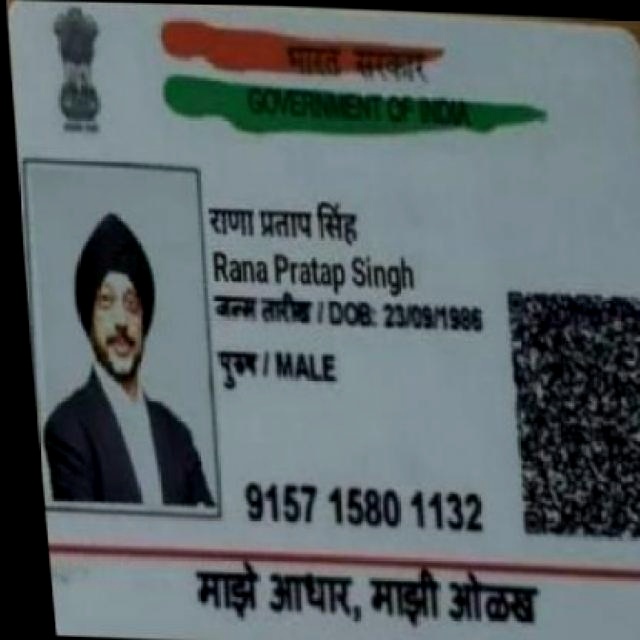 भारत सरकार
GOVERNMENT OF INDIA
राणा प्रताप सिंह
Rana Pratap Singh
जन्म तारीख / DOB: 23/09/1986
पुरुष / MALE
9157 1580 1132
माझे आधार, माझी ओळख